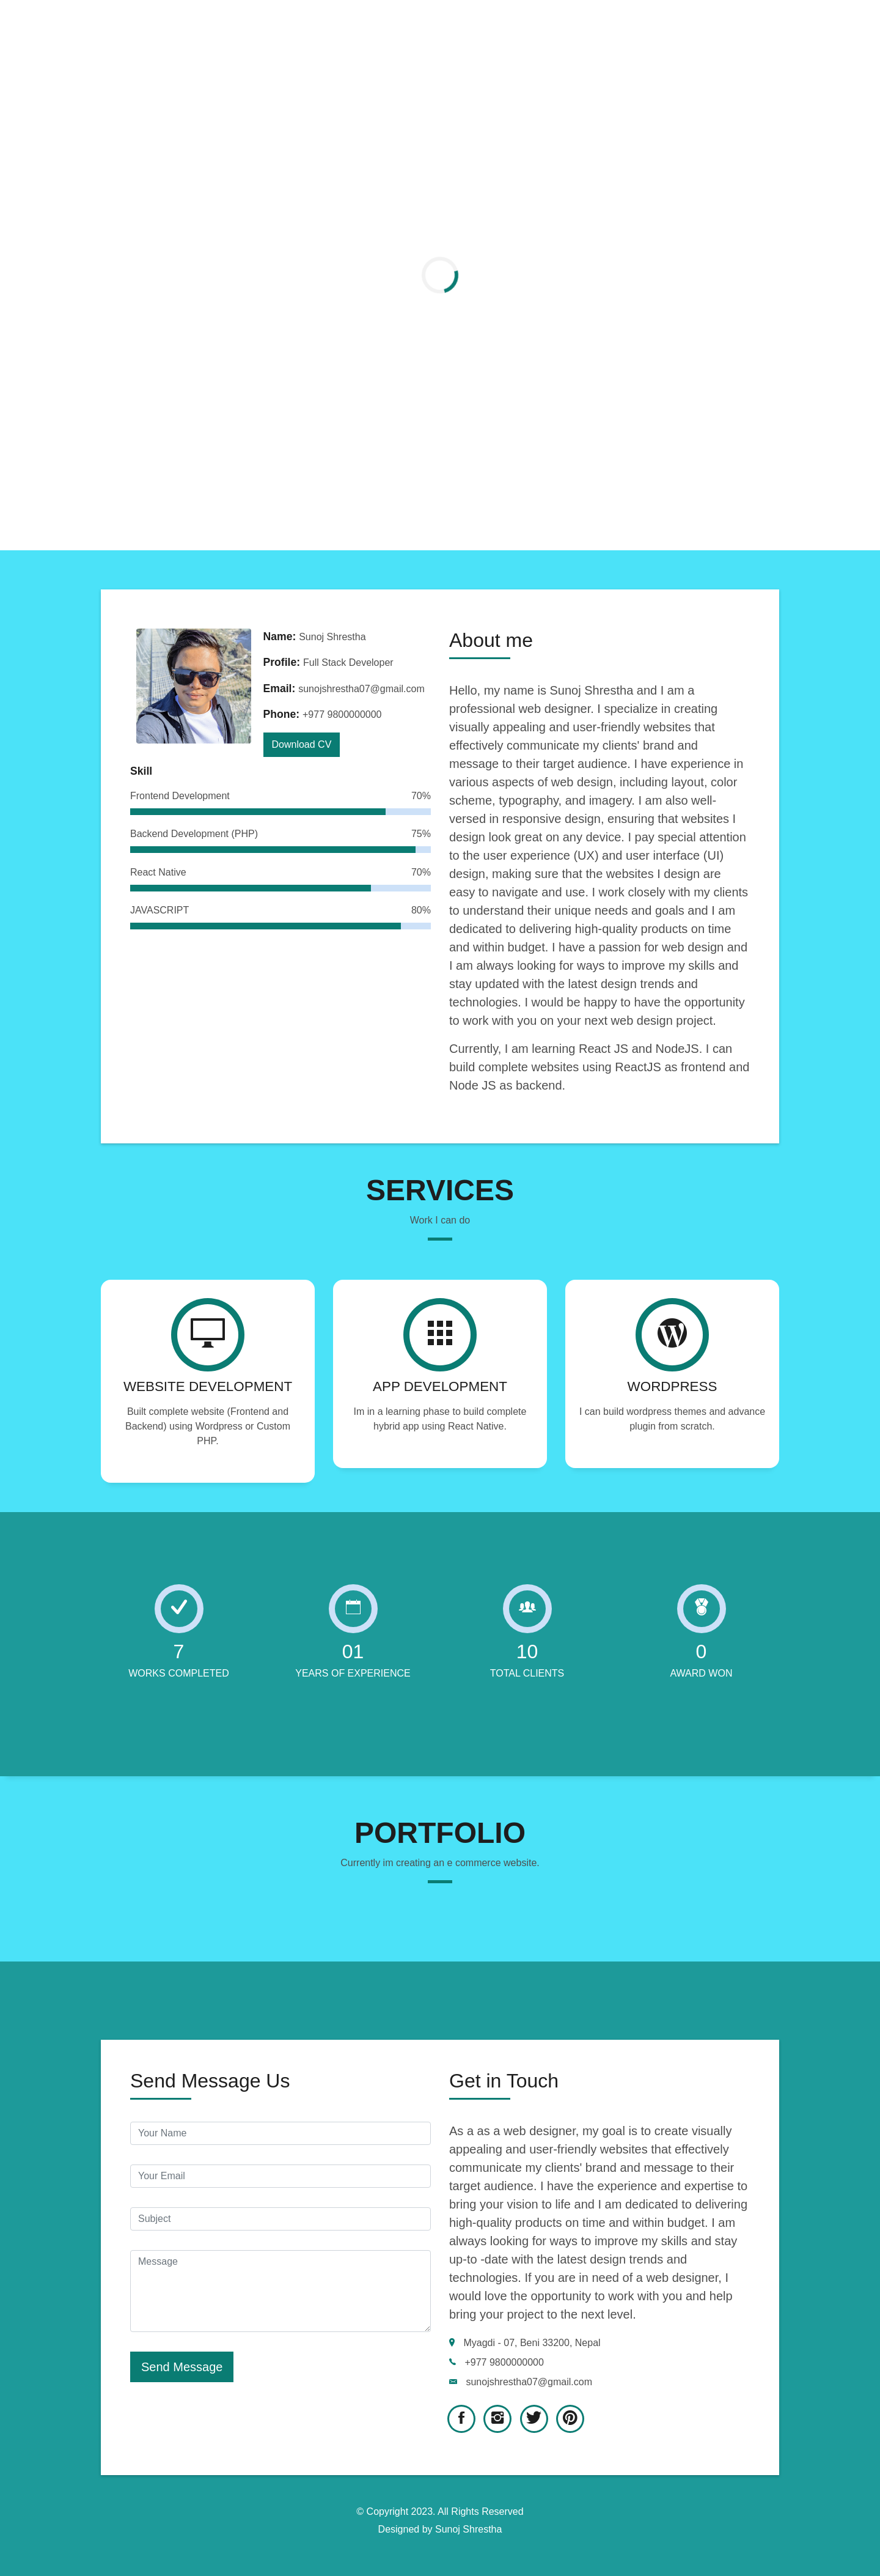 Name: Sunoj Shrestha
Profile: Full Stack Developer
Email: sunojshrestha07@gmail.com
Phone: +977 9800000000
Download CV
Skill
Frontend Development 70%
Backend Development (PHP) 75%
React Native 70%
JAVASCRIPT 80%
About me
Hello, my name is Sunoj Shrestha and I am a
professional web designer. I specialize in creating
visually appealing and user-friendly websites that
effectively communicate my clients' brand and
message to their target audience. I have experience in
various aspects of web design, including layout, color
scheme, typography, and imagery. I am also well-
versed in responsive design, ensuring that websites I
design look great on any device. I pay special attention
to the user experience (UX) and user interface (UI)
design, making sure that the websites I design are
easy to navigate and use. I work closely with my clients
to understand their unique needs and goals and I am
dedicated to delivering high-quality products on time
and within budget. I have a passion for web design and
I am always looking for ways to improve my skills and
stay updated with the latest design trends and
technologies. I would be happy to have the opportunity
to work with you on your next web design project.
Currently, I am learning React JS and NodeJS. I can
build complete websites using ReactJS as frontend and
Node JS as backend.
SERVICES
Work I can do
WEBSITE DEVELOPMENT
Built complete website (Frontend and
Backend) using Wordpress or Custom
PHP.
APP DEVELOPMENT
Im in a learning phase to build complete
hybrid app using React Native.
WORDPRESS
I can build wordpress themes and advance
plugin from scratch.
7
WORKS COMPLETED
01
YEARS OF EXPERIENCE
10
TOTAL CLIENTS
0
AWARD WON
PORTFOLIO
Currently im creating an e commerce website.
Send Message Us
Your Name
Your Email
Subject
Message
Send Message
Get in Touch
As a as a web designer, my goal is to create visually
appealing and user-friendly websites that effectively
communicate my clients' brand and message to their
target audience. I have the experience and expertise to
bring your vision to life and I am dedicated to delivering
high-quality products on time and within budget. I am
always looking for ways to improve my skills and stay
up-to -date with the latest design trends and
technologies. If you are in need of a web designer, I
would love the opportunity to work with you and help
bring your project to the next level.
Myagdi - 07, Beni 33200, Nepal
+977 9800000000
sunojshrestha07@gmail.com
© Copyright 2023. All Rights Reserved
Designed by Sunoj Shrestha